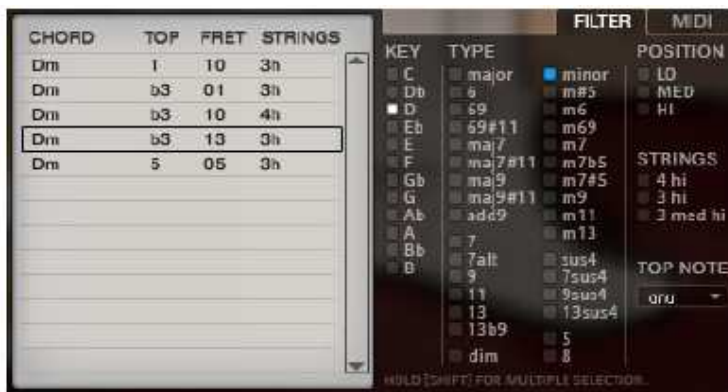 CHORD TOP FRET STRINGS
Dm 1 10 3h
Dm b3 01 3h
Dm b3 10 4h
Dm b3 13 3h
Dm 5 05 3h
FILTER MIDI
KEY
C
Db
D
Eb
E
F
Gb
G
Ab
A
Bb
B
TYPE
major
6
69
69#11
maj7
maj7#11
maj9
maj9#11
add9
7
7alt
9
11
13
13b9
dim
minor
m#5
m6
m69
m7
m7b5
m7#5
m9
m11
m13
sus4
7sus4
9sus4
13sus4
5
8
POSITION
LO
MED
HI
STRINGS
4 hi
3 hi
3 med hi
TOP NOTE
any
HOLD [SHIFT] FOR MULTIPLE SELECTION